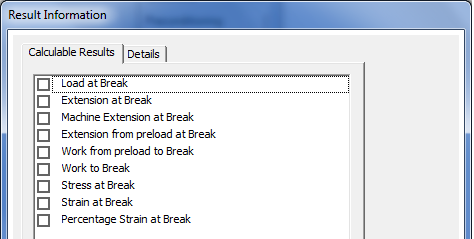 Result Information
Calculable Results
Details
Load at Break
Extension at Break
Machine Extension at Break
Extension from preload at Break
Work from preload to Break
Work to Break
Stress at Break
Strain at Break
Percentage Strain at Break